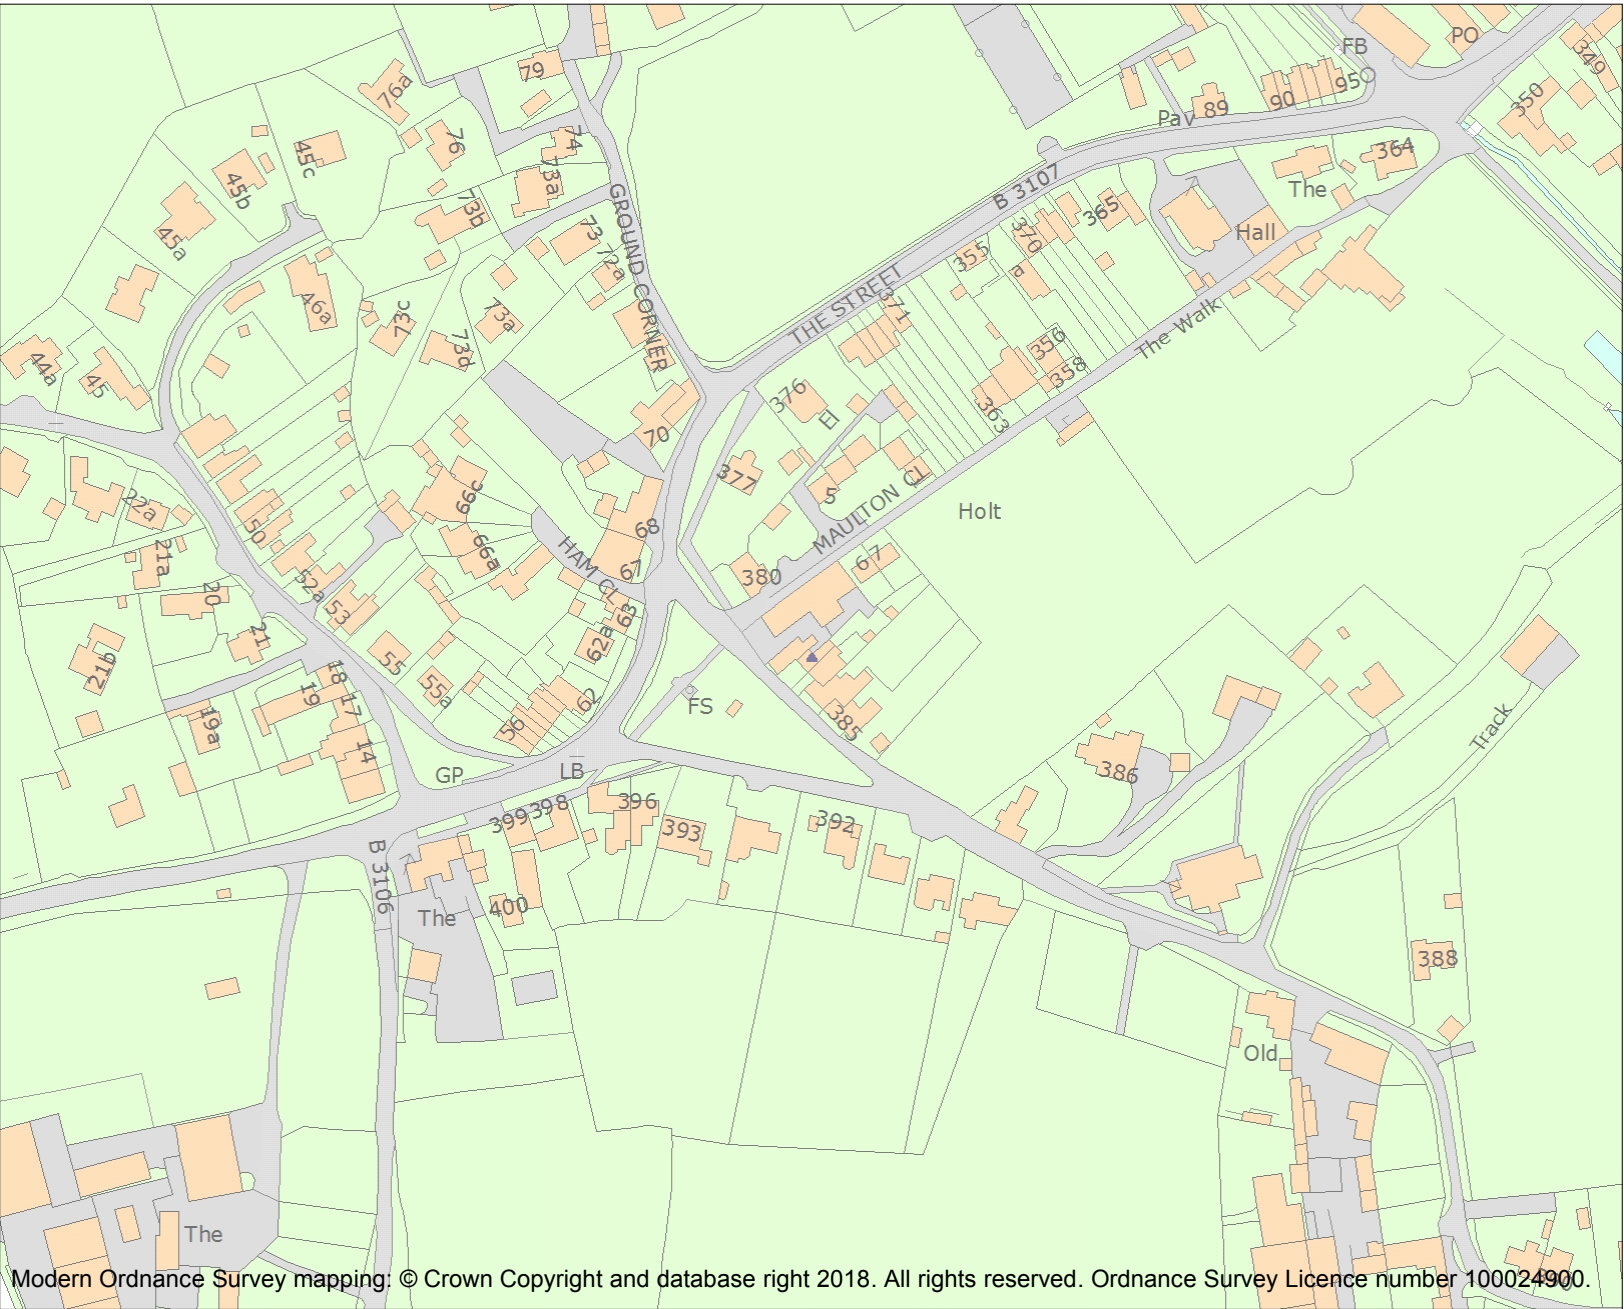 79
76a
76
74
73a
45c
45b
45a
73b
73
72a
GROUND CORNER
46a
73c
73d
73a
44a
45
70
FB
PO
349
350
95
90
89
Pav
364
The
Hall
B 3107
365
370
a
355
371
THE STREET
The Walk
356
358
363
376
El
377
5
MAULTON CL
Holt
6 7
380
22a
50
21a
20
21
21b
52a
53
66c
66a
68
67
HAM CL
63
62a
62
55
55a
56
18
19
17
19a
14
GP
LB
FS
385
386
Track
399
398
396
393
392
B 3106
The
400
388
Old
The
390
Modern Ordnance Survey mapping: © Crown Copyright and database right 2018. All rights reserved. Ordnance Survey Licence number 100024900.